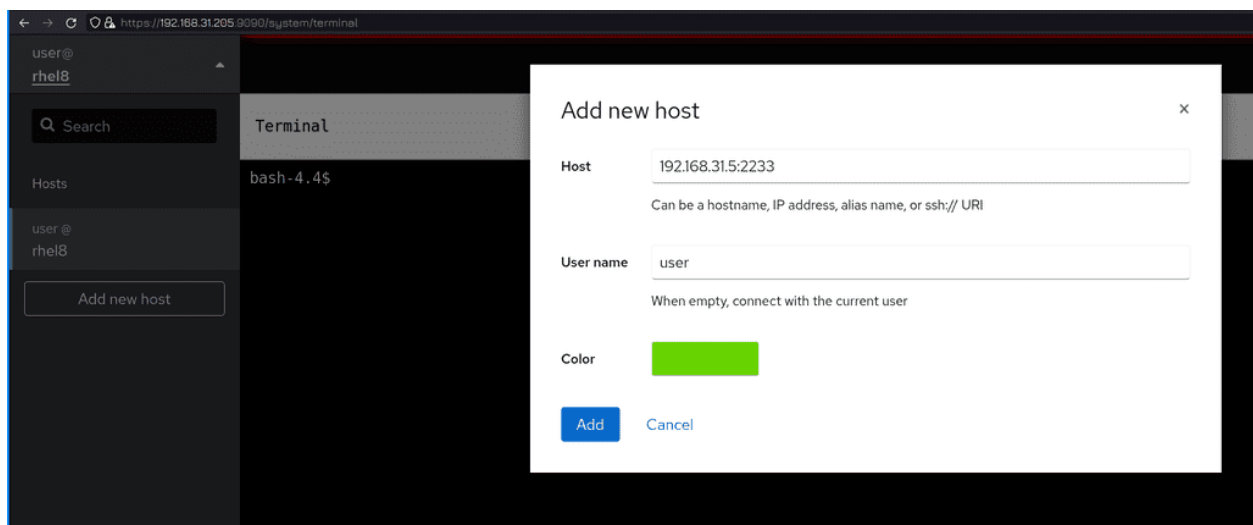 https://192.168.31.205:9090/system/terminal
user@
rhel8
Search
Hosts
user @
rhel8
Add new host
Terminal
bash-4.4$
Add new host
×
Host
192.168.31.5:2233
Can be a hostname, IP address, alias name, or ssh:// URI
User name
user
When empty, connect with the current user
Color
Add
Cancel